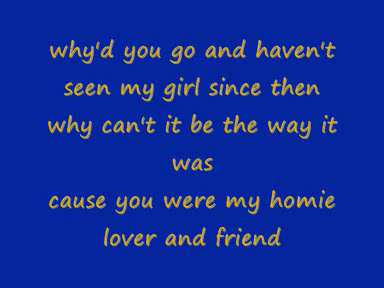 why'd you go and haven't
seen my girl since then
why can't it be the way it
was
cause you were my homie
lover and friend